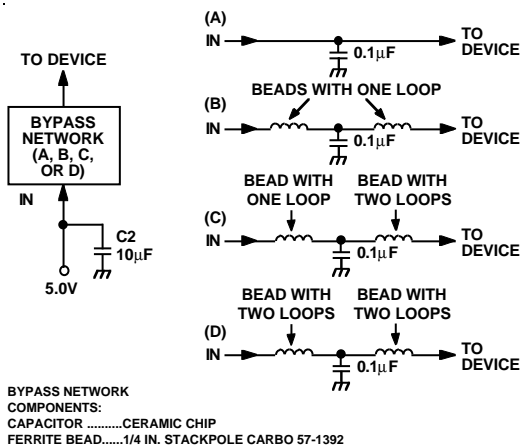 TO DEVICE
BYPASS
NETWORK
(A, B, C,
OR D)
IN
C2
10μF
5.0V
(A)
IN
0.1μF
TO
DEVICE
BEADS WITH ONE LOOP
(B)
IN
0.1μF
TO
DEVICE
BEAD WITH
ONE LOOP
BEAD WITH
TWO LOOPS
(C)
IN
0.1μF
TO
DEVICE
BEAD WITH
TWO LOOPS
BEAD WITH
TWO LOOPS
(D)
IN
0.1μF
TO
DEVICE
BYPASS NETWORK
COMPONENTS:
CAPACITOR ..........CERAMIC CHIP
FERRITE BEAD......1/4 IN. STACKPOLE CARBO 57-1392